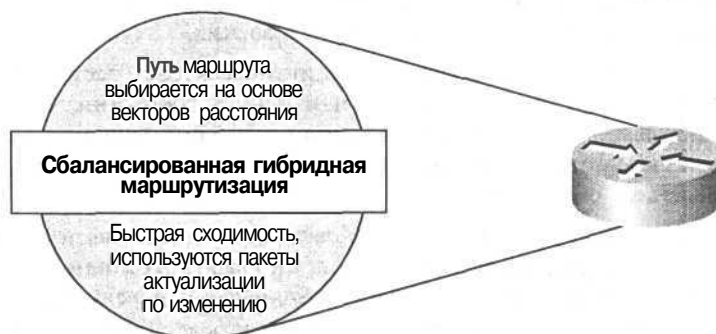 Путь маршрута
выбирается на основе
векторов расстояния
Сбалансированная гибридная
маршрутизация
Быстрая сходимость,
используются пакеты
актуализации
по изменению